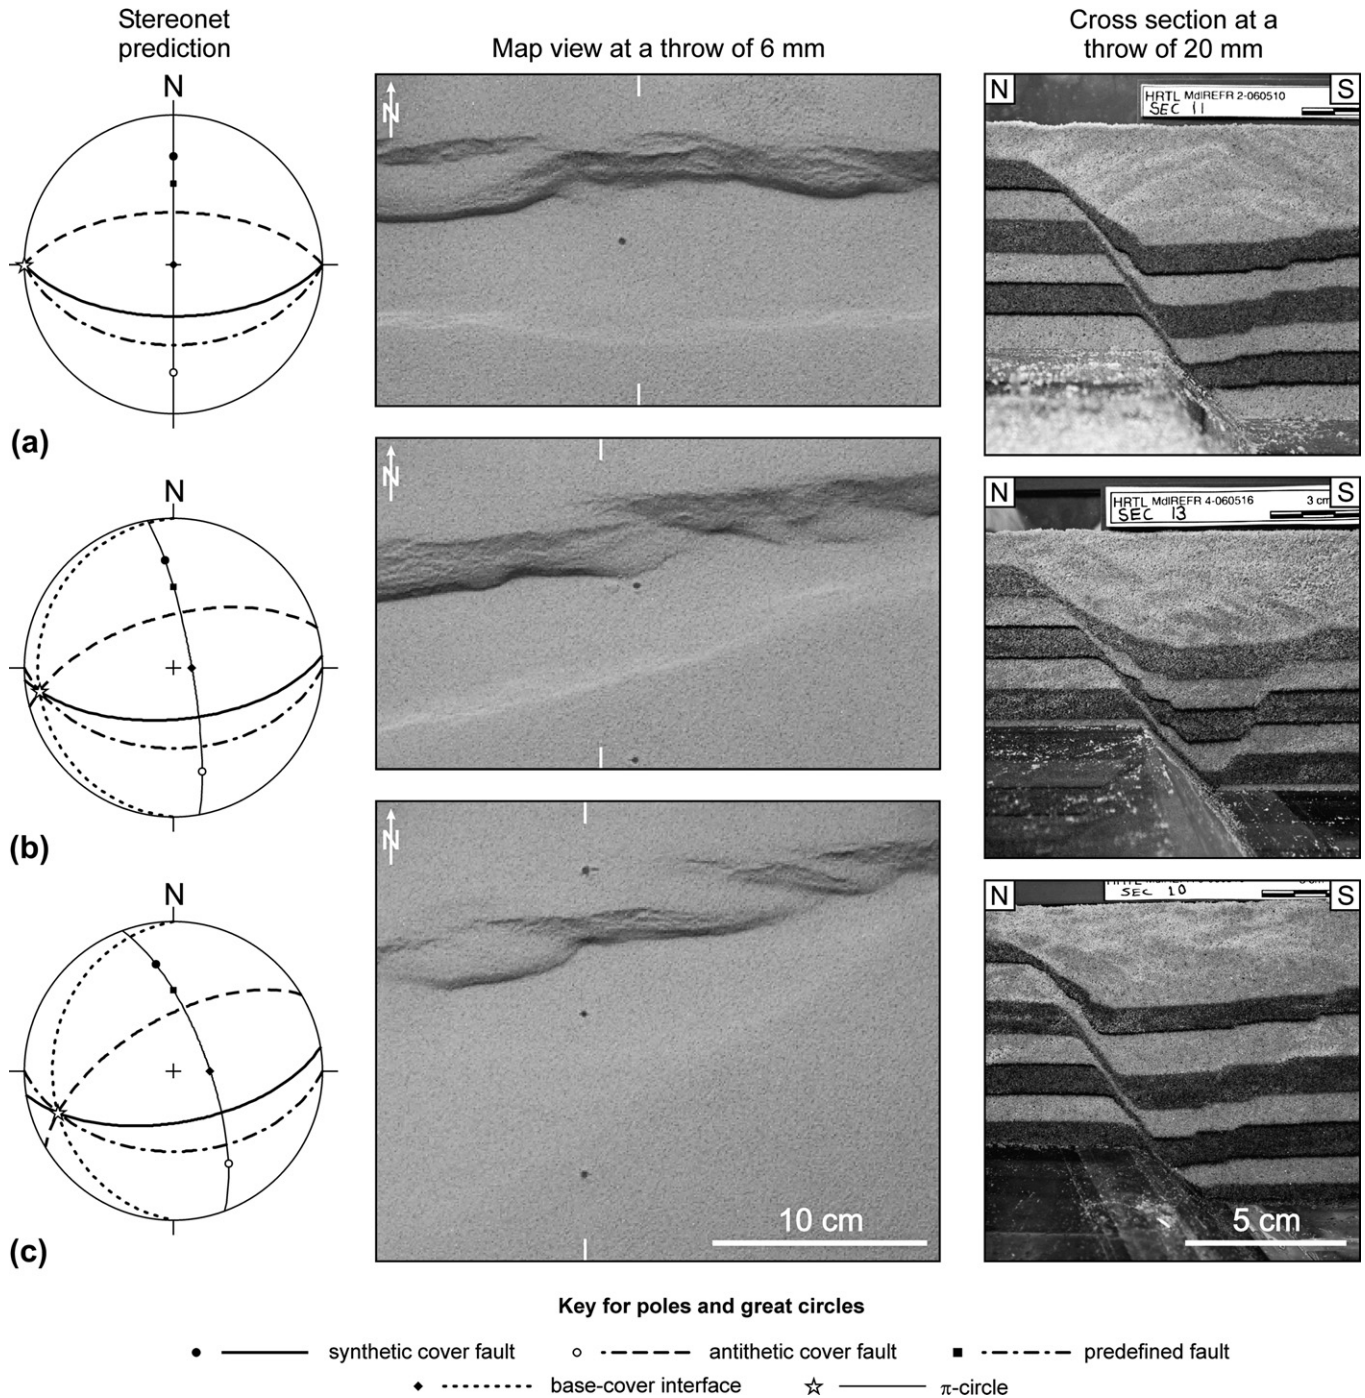 Stereonet
prediction
Map view at a throw of 6 mm
Cross section at a
throw of 20 mm
N
N
N
S
HRTL MdlREFR 2-060510
SEC 11
(a)
N
N
N
S
HRTL MdlREFR 4-060516
3 cm
SEC 13
(b)
N
N
N
S
SEC 10
10 cm
5 cm
(c)
Key for poles and great circles
synthetic cover fault
antithetic cover fault
predefined fault
base-cover interface
π-circle